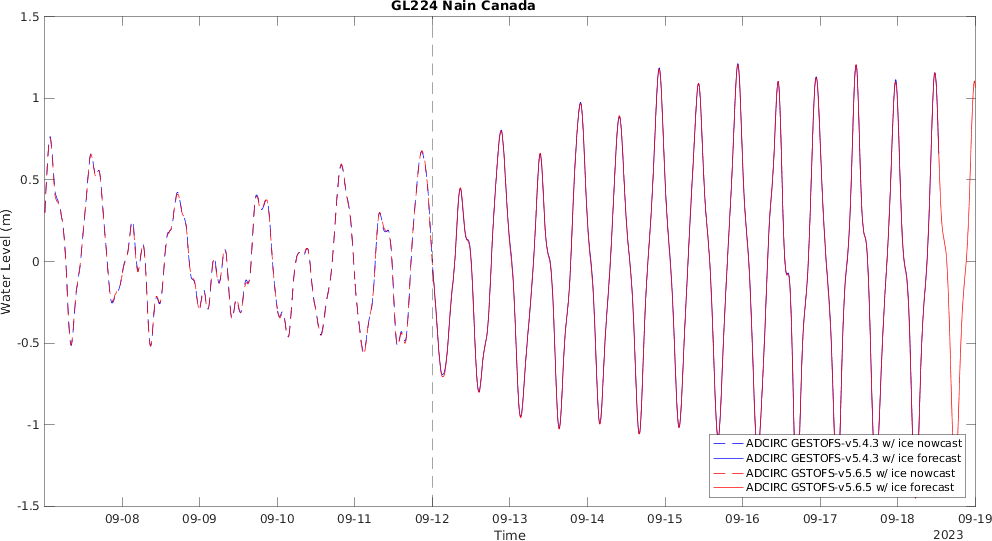 GL224 Nain Canada
1.5
1
0.5
0
-0.5
-1
-1.5
Water Level (m)
ADCIRC GESTOFS-v5.4.3 w/ ice nowcast
ADCIRC GESTOFS-v5.4.3 w/ ice forecast
ADCIRC GSTOFS-v5.6.5 w/ ice nowcast
ADCIRC GSTOFS-v5.6.5 w/ ice forecast
09-08 09-09 09-10 09-11 09-12 09-13 09-14 09-15 09-16 09-17 09-18 09-19
Time
2023